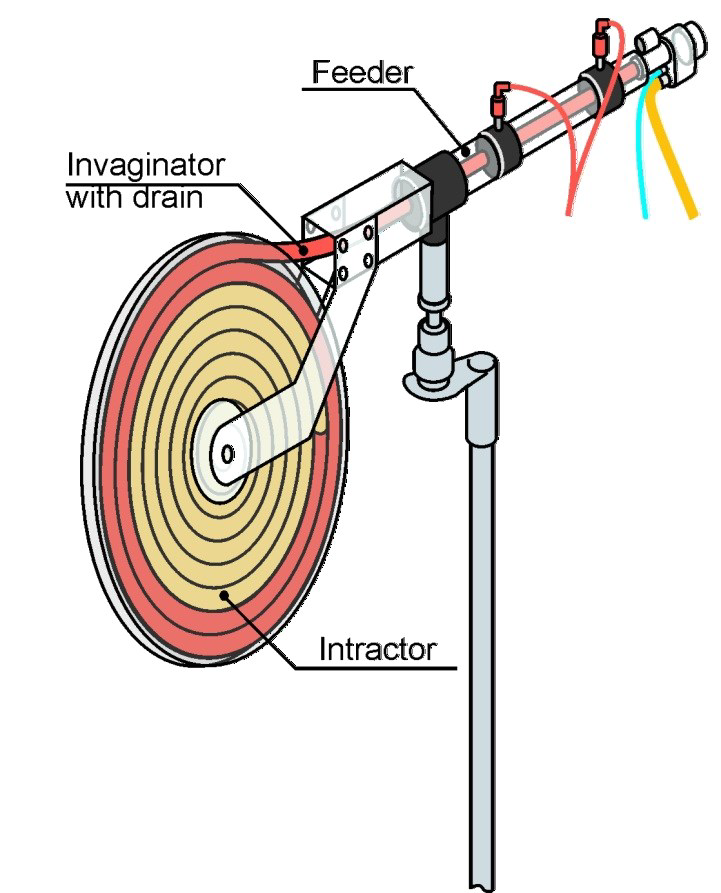 Feeder
Invaginator
with drain
Intractor